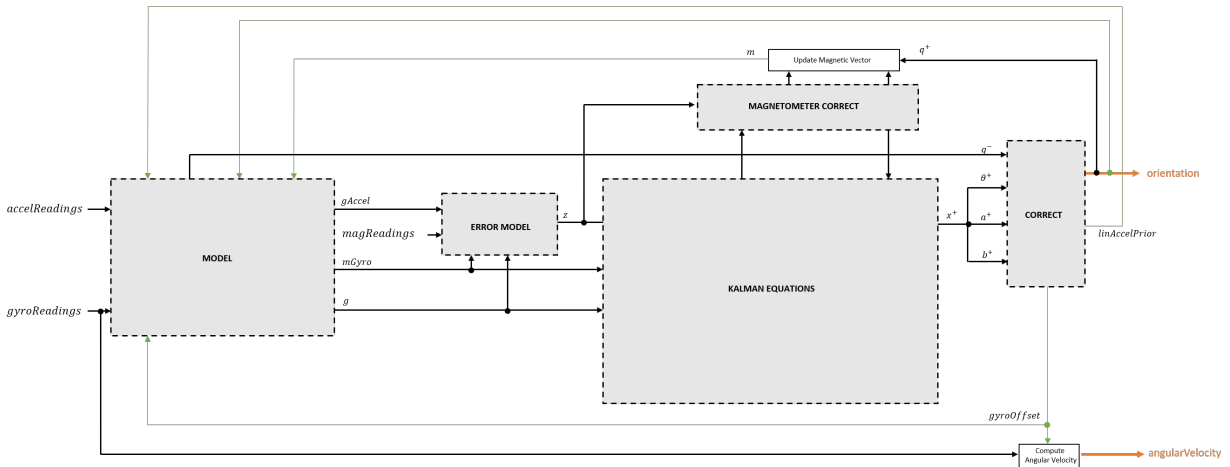 m
q⁺
Update Magnetic Vector
MAGNETOMETER CORRECT
q⁻
orientation
θ⁺
accelReadings
gAccel
magReadings
ERROR MODEL
z
x⁺
a⁺
CORRECT
linAccelPrior
MODEL
mGyro
b⁺
KALMAN EQUATIONS
gyroReadings
g
gyroOffset
Compute
Angular Velocity
angularVelocity